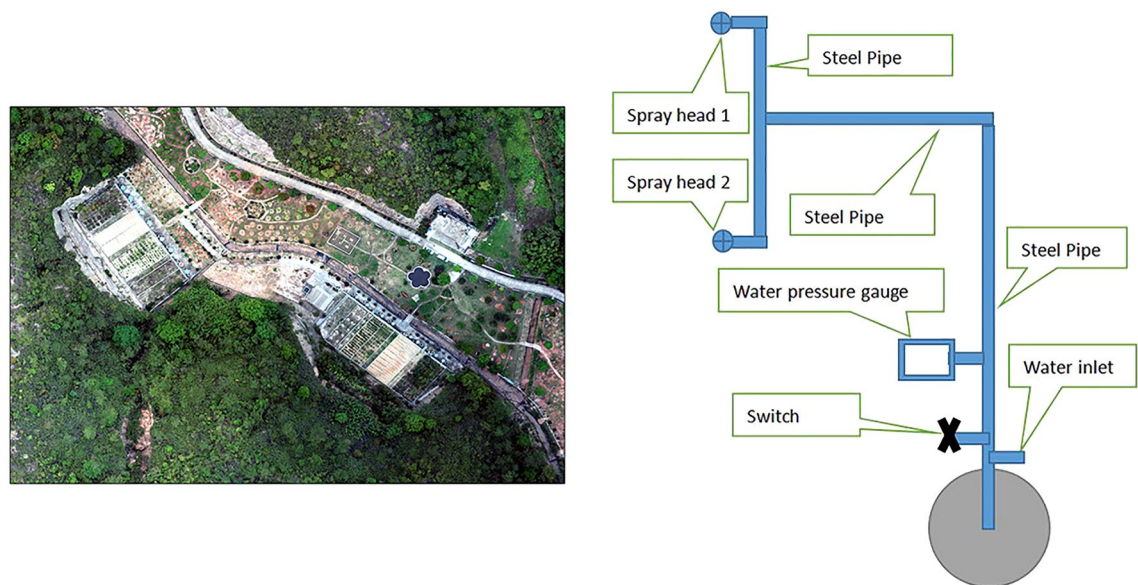 Steel Pipe
Spray head 1
Spray head 2
Steel Pipe
Steel Pipe
Water pressure gauge
Water inlet
Switch